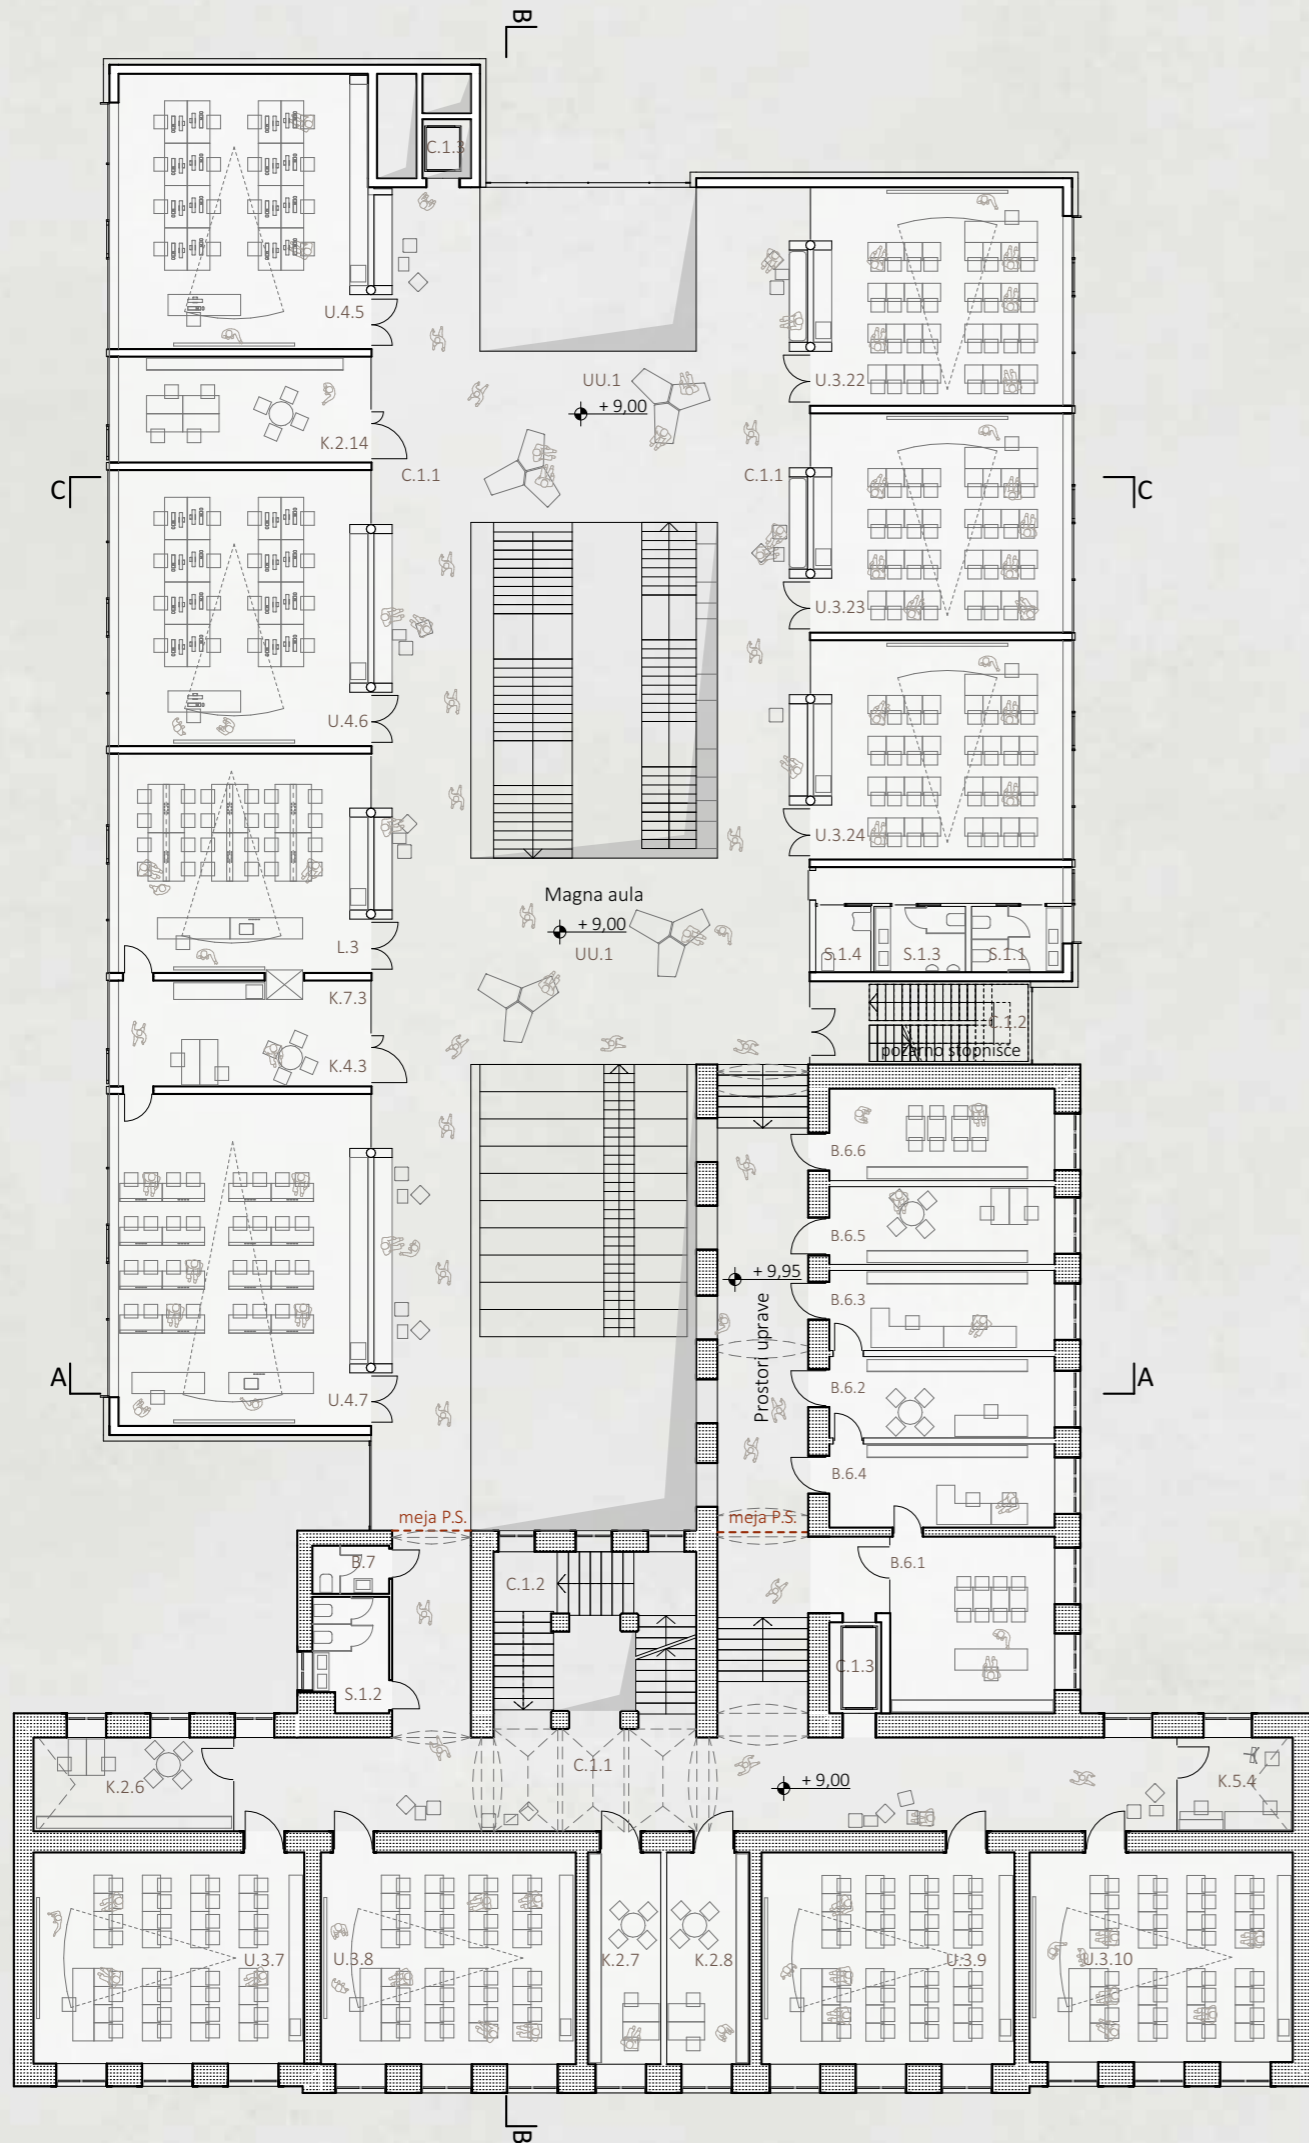 B
C.1.3
U.4.5
UU.1
+ 9,00
U.3.22
K.2.14
C.1.1
C.1.1
C
C
U.3.23
U.4.6
U.3.24
Magna aula
+ 9,00
UU.1
L.3
S.1.4
S.1.3
S.1.1
K.7.3
C.1.2
požarno stopnišče
K.4.3
B.6.6
B.6.5
+ 9,95
B.6.3
Prostori uprave
A
A
B.6.2
U.4.7
B.6.4
meja P.S.
meja P.S.
B.7
C.1.2
B.6.1
C.1.3
S.1.2
C.1.1
+ 9,00
K.2.6
K.5.4
U.3.7
U.3.8
K.2.7
K.2.8
U.3.9
U.3.10
B